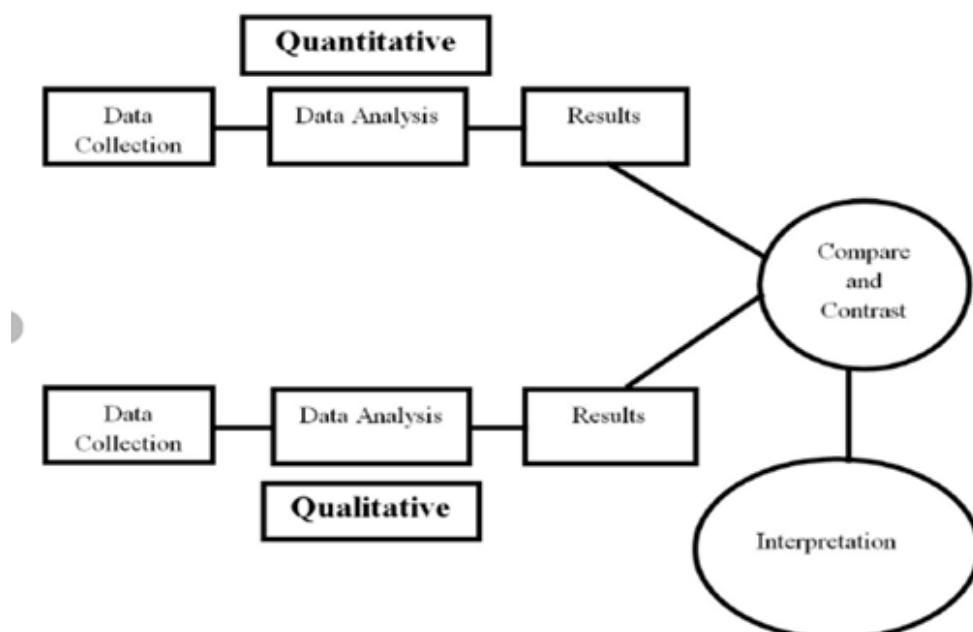 Quantitative
Data
Collection
Data Analysis
Results
Compare
and
Contrast
Data
Collection
Data Analysis
Results
Qualitative
Interpretation